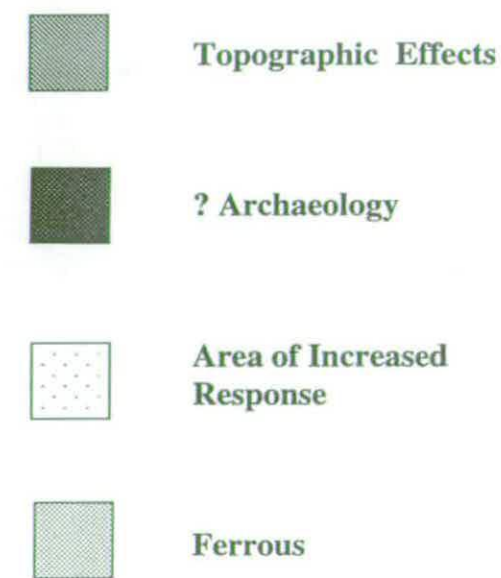 Topographic Effects
? Archaeology
Area of Increased
Response
Ferrous